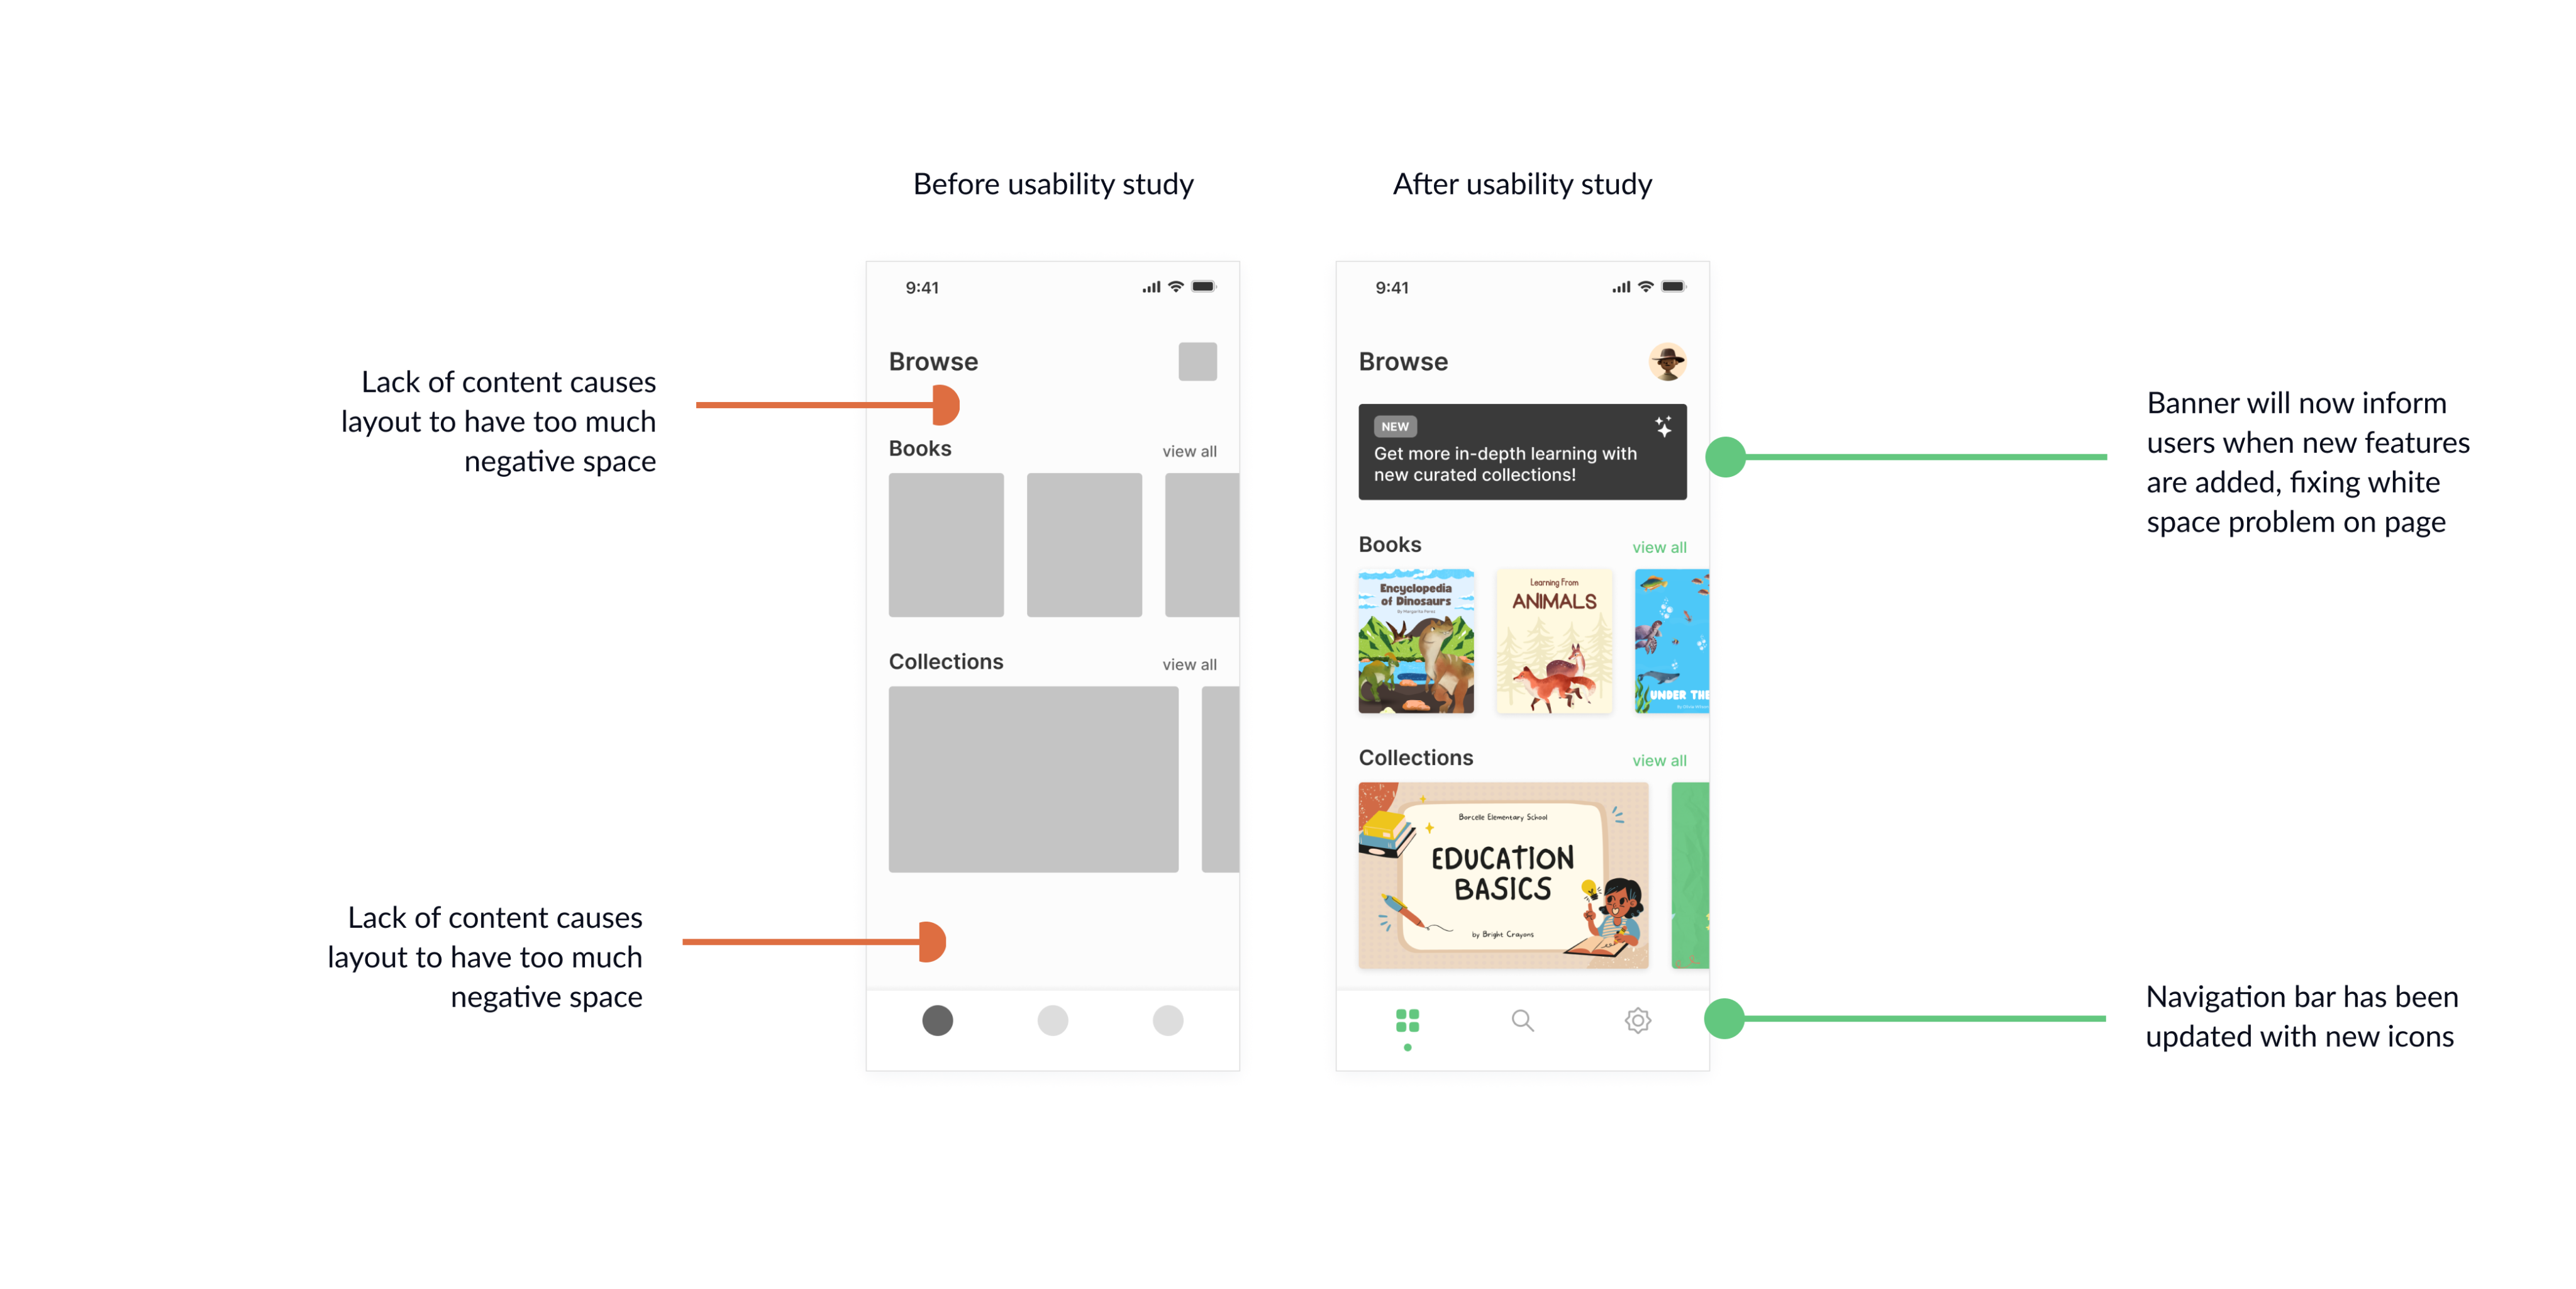 Before usability study
After usability study
Lack of content causes
layout to have too much
negative space
Lack of content causes
layout to have too much
negative space
9:41
Browse
Books
view all
Collections
view all
9:41
Browse
NEW
Get more in-depth learning with
new curated collections!
Books
view all
Encyclopedia
of Dinosaurs
By Margarita Perez
Learning From
ANIMALS
UNDER THE
Collections
view all
Borcelle Elementary School
EDUCATION
BASICS
by Bright Crayons
Banner will now inform
users when new features
are added, fixing white
space problem on page
Navigation bar has been
updated with new icons